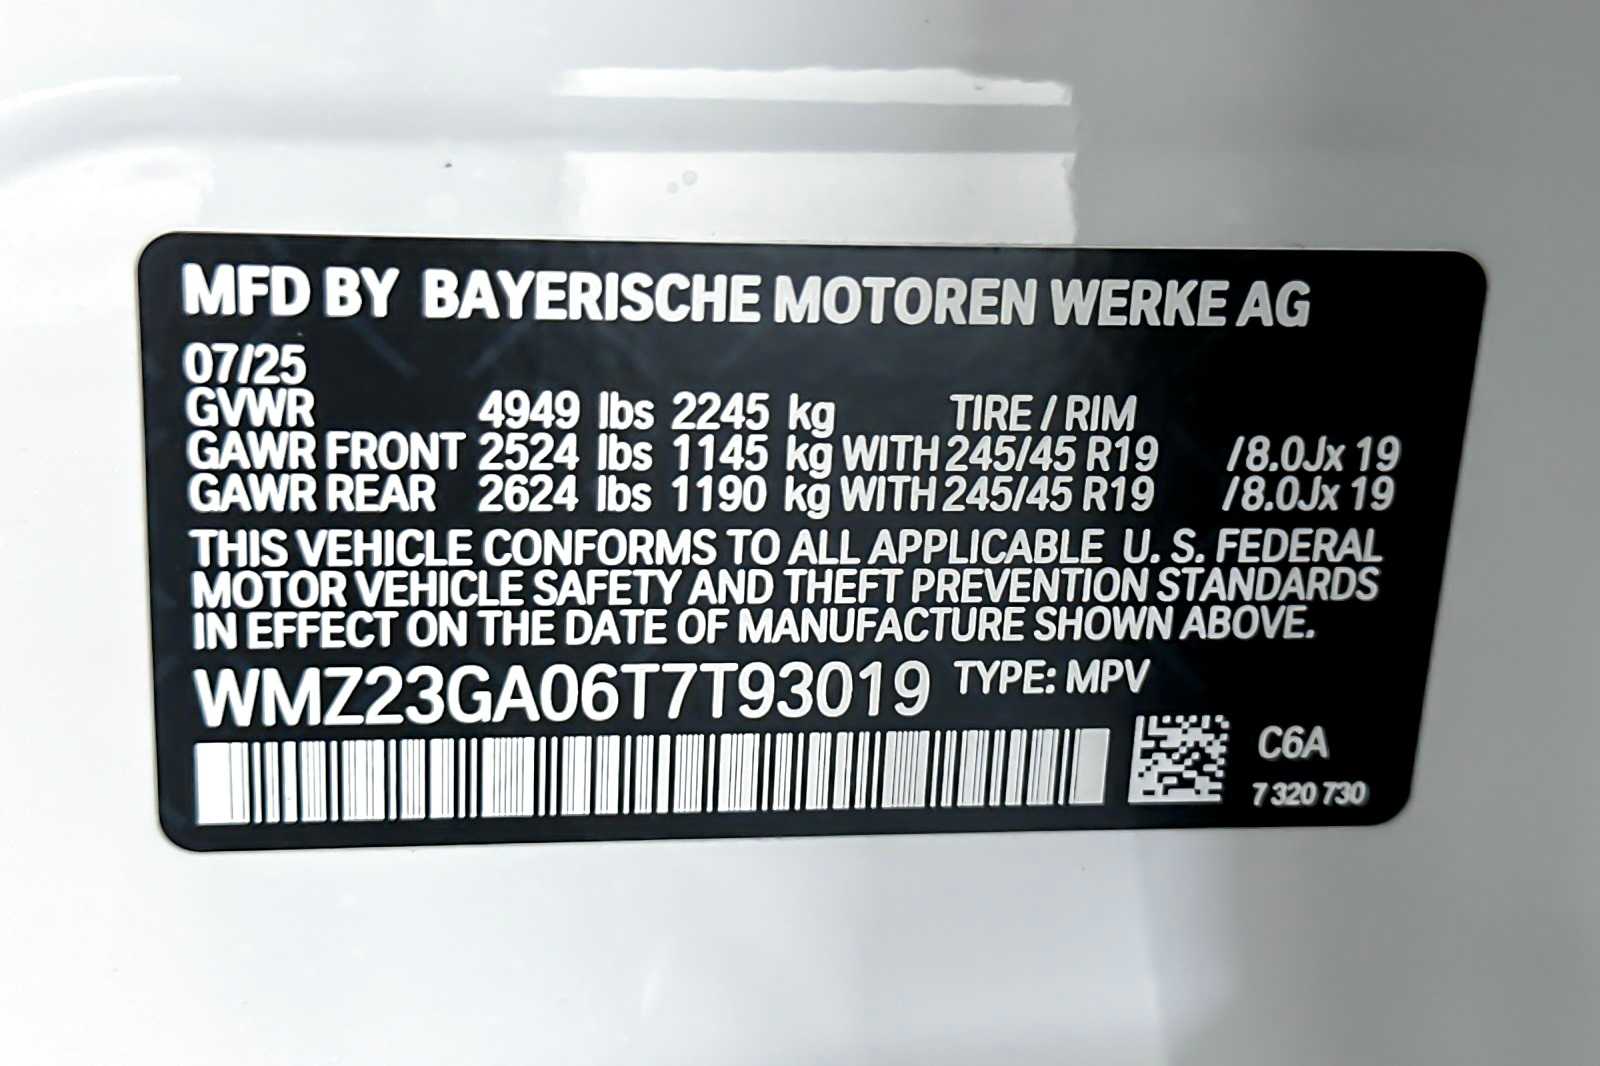 MFD BY BAYERISCHE MOTOREN WERKE AG
07/25
GVWR 4949 lbs 2245 kg TIRE / RIM
GAWR FRONT 2524 lbs 1145 kg WITH 245/45 R19 /8.0Jx 19
GAWR REAR 2624 lbs 1190 kg WITH 245/45 R19 /8.0Jx 19
THIS VEHICLE CONFORMS TO ALL APPLICABLE U. S. FEDERAL
MOTOR VEHICLE SAFETY AND THEFT PREVENTION STANDARDS
IN EFFECT ON THE DATE OF MANUFACTURE SHOWN ABOVE.
WMZ23GA06T7T93019 TYPE: MPV
C6A
7 320 730